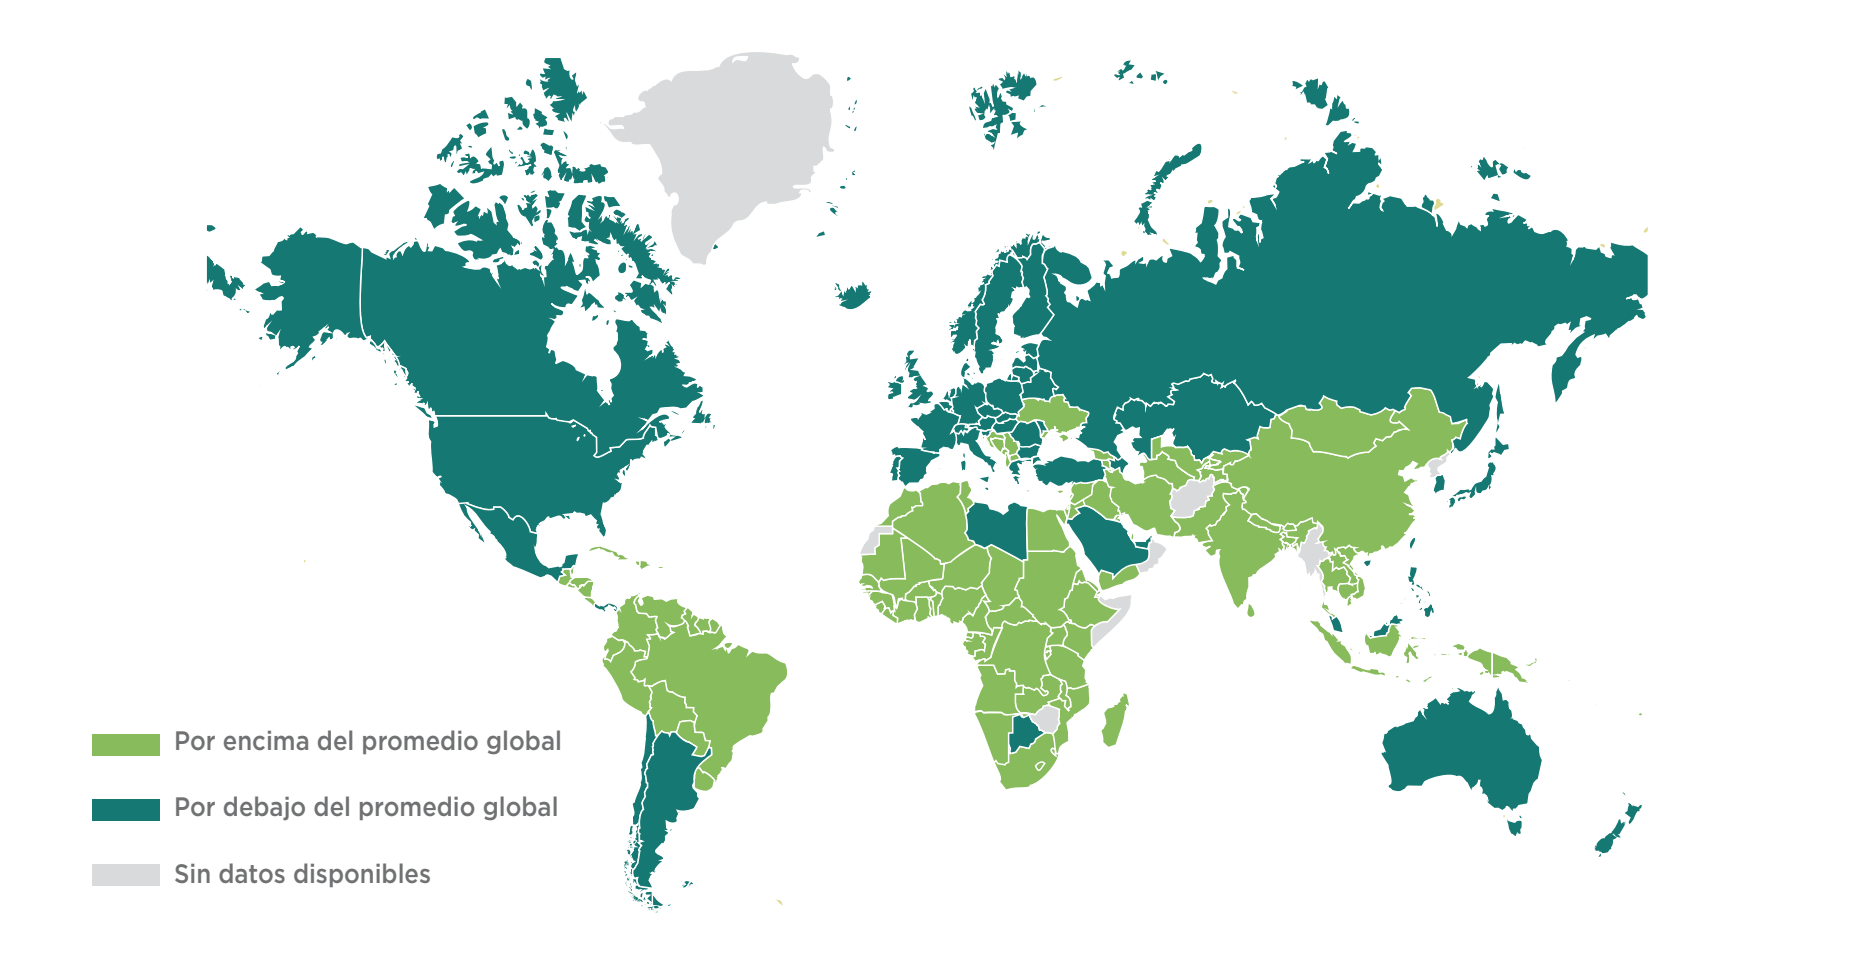 Por encima del promedio global
Por debajo del promedio global
Sin datos disponibles